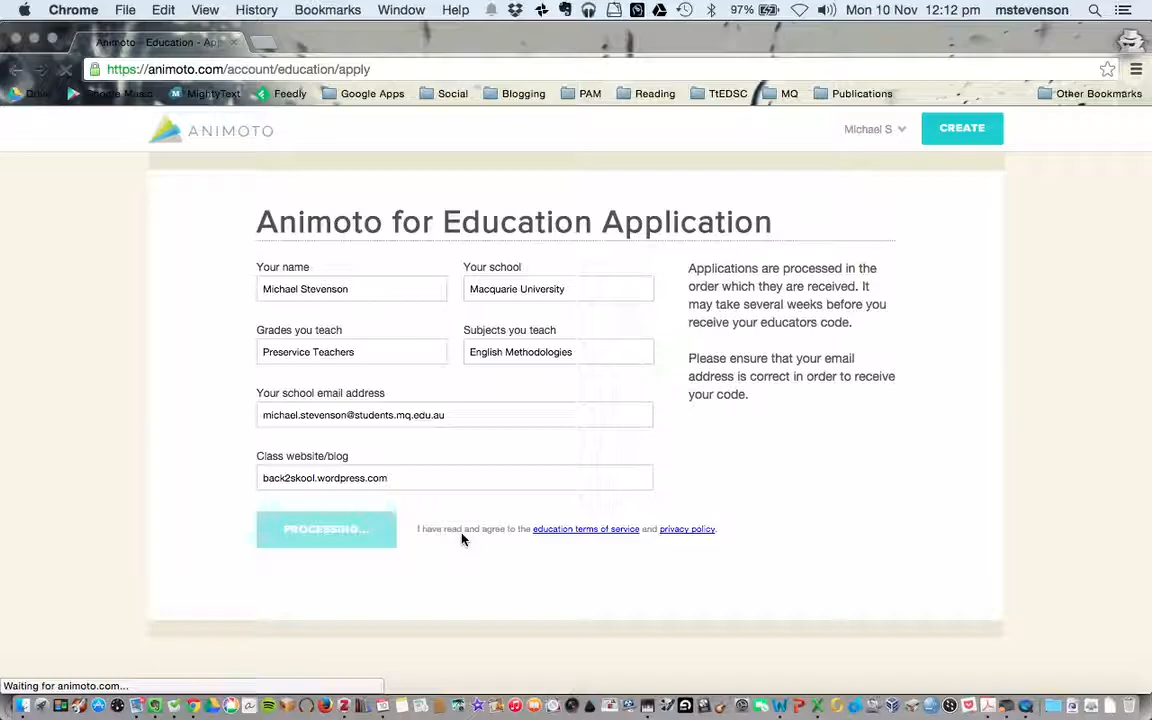 Chrome File Edit View History Bookmarks Window Help 97% Mon 10 Nov 12:12 pm mstevenson
Animoto - Education - App
https://animoto.com/account/education/apply
Drive Google Music MightyText Feedly Google Apps Social Blogging PAM Reading TtEDSC MQ Publications Other Bookmarks
ANIMOTO Michael S CREATE
Animoto for Education Application
Your name Your school
Michael Stevenson Macquarie University
Grades you teach Subjects you teach
Preservice Teachers English Methodologies
Your school email address
michael.stevenson@students.mq.edu.au
Class website/blog
back2skool.wordpress.com
PROCESSING... I have read and agree to the education terms of service and privacy policy.
Applications are processed in the
order which they are received. It
may take several weeks before you
receive your educators code.
Please ensure that your email
address is correct in order to receive
your code.
Waiting for animoto.com...